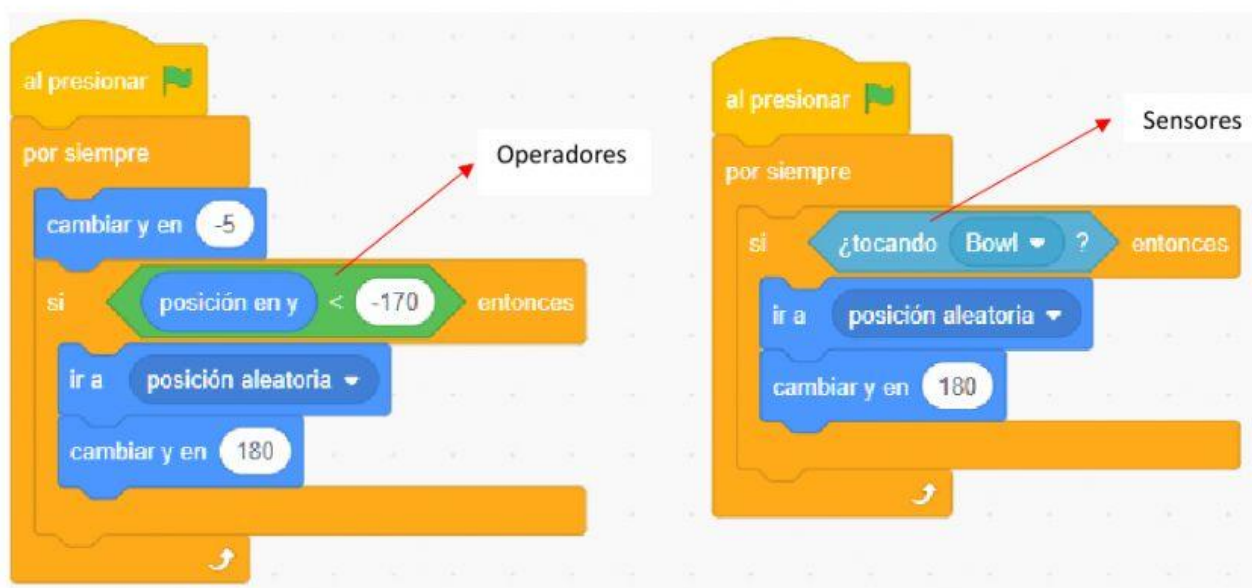 al presionar
por siempre
cambiar y en -5
si posición en y < -170 entonces
ir a posición aleatoria
cambiar y en 180
Operadores
al presionar
por siempre
si ¿tocando Bowl ? entonces
ir a posición aleatoria
cambiar y en 180
Sensores